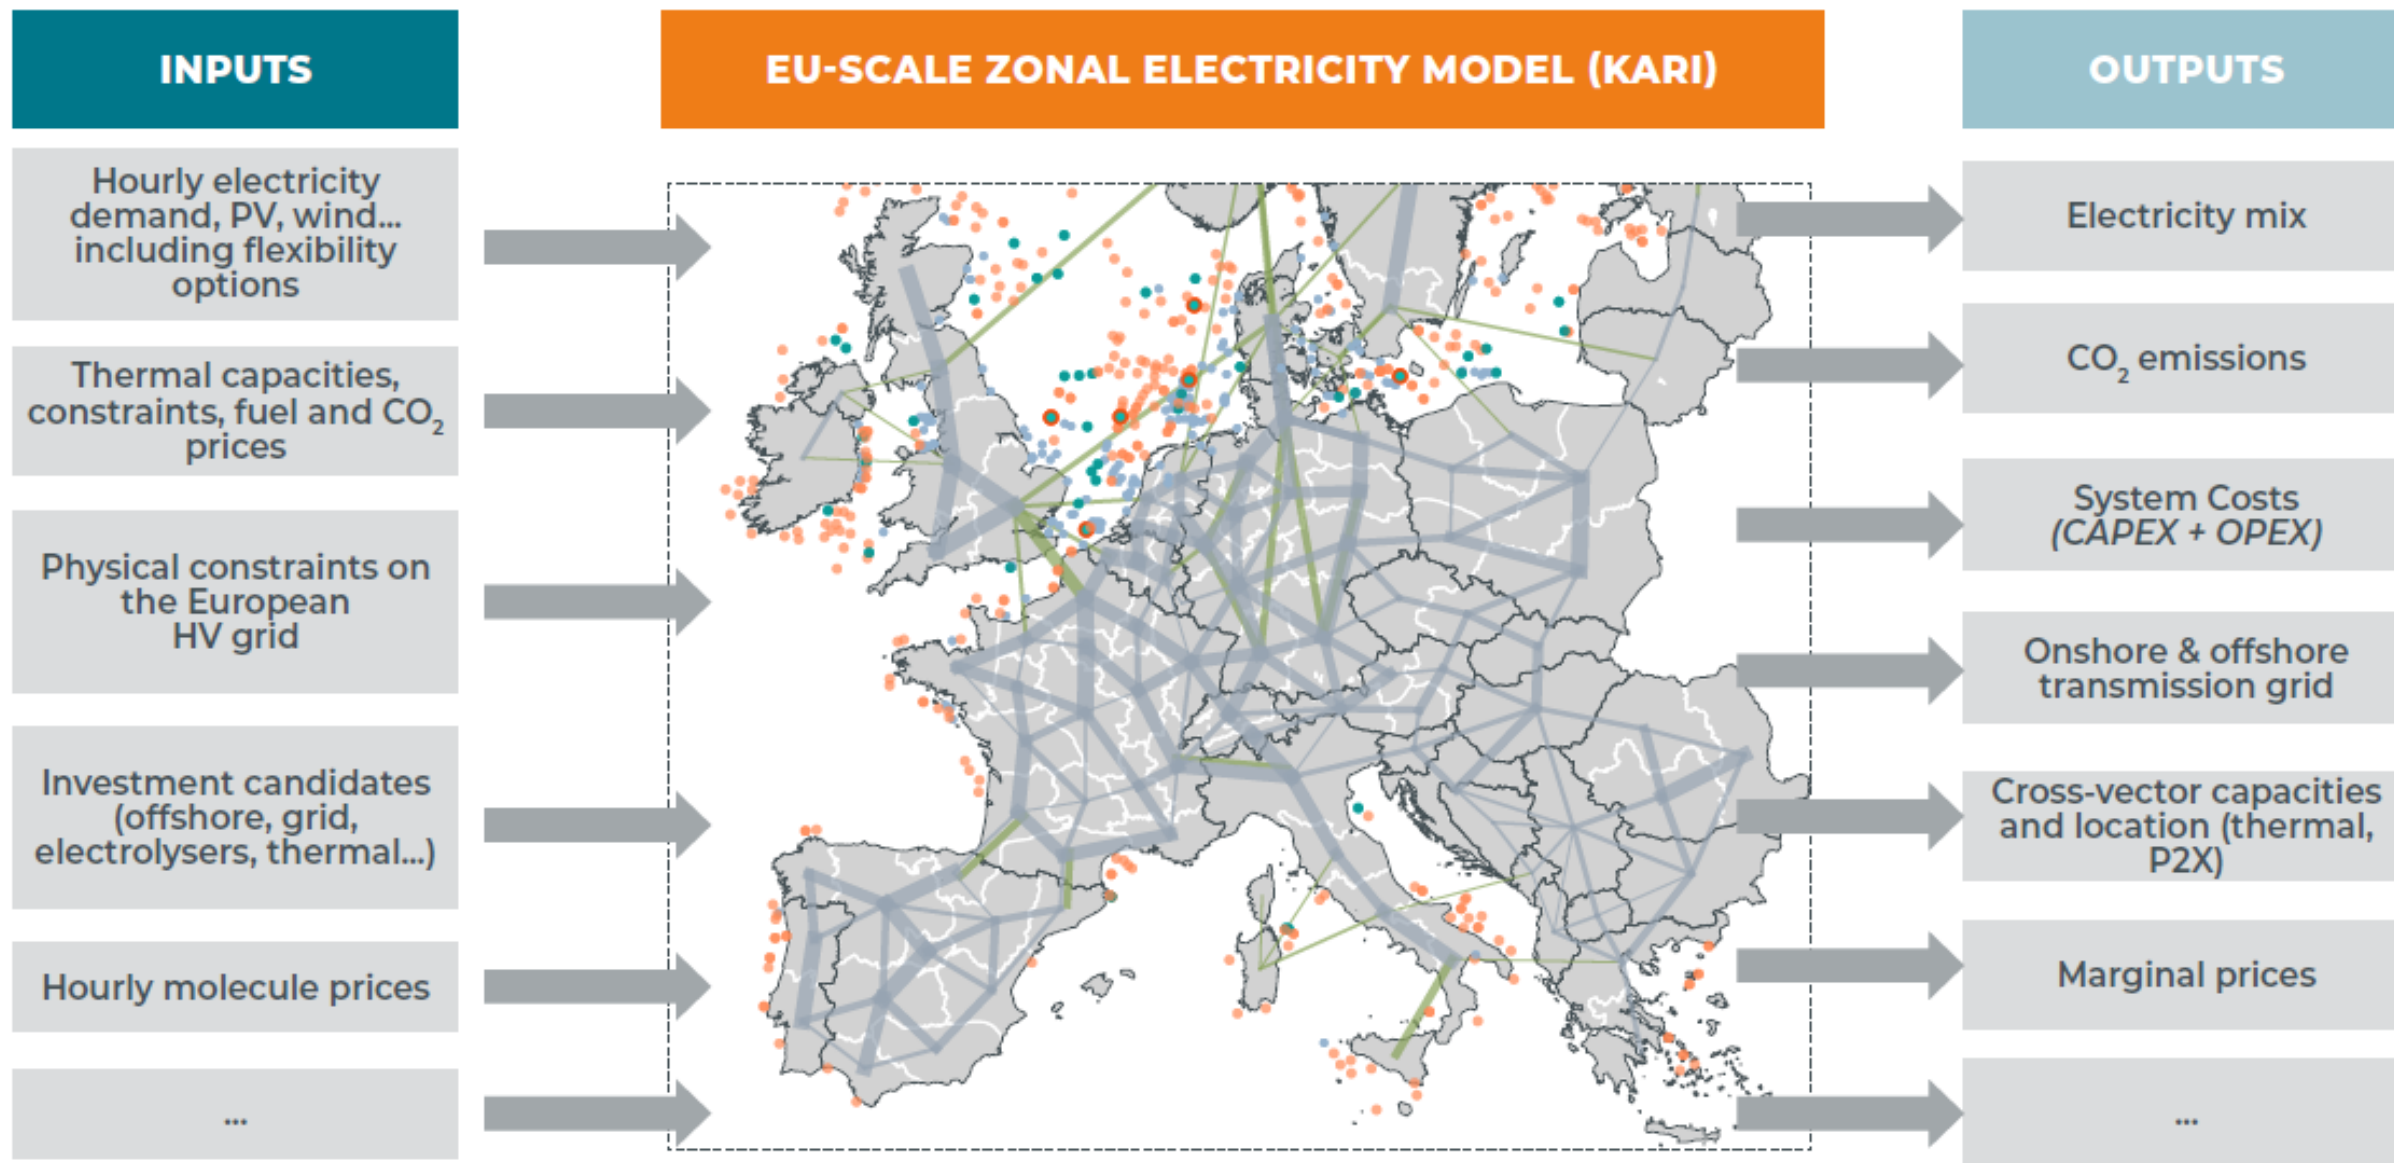 INPUTS
EU-SCALE ZONAL ELECTRICITY MODEL (KARI)
OUTPUTS
Hourly electricity
demand, PV, wind...
including flexibility
options
Thermal capacities,
constraints, fuel and CO₂
prices
Physical constraints on
the European
HV grid
Investment candidates
(offshore, grid,
electrolysers, thermal...)
Hourly molecule prices
...
Electricity mix
CO₂ emissions
System Costs
(CAPEX + OPEX)
Onshore & offshore
transmission grid
Cross-vector capacities
and location (thermal,
P2X)
Marginal prices
...